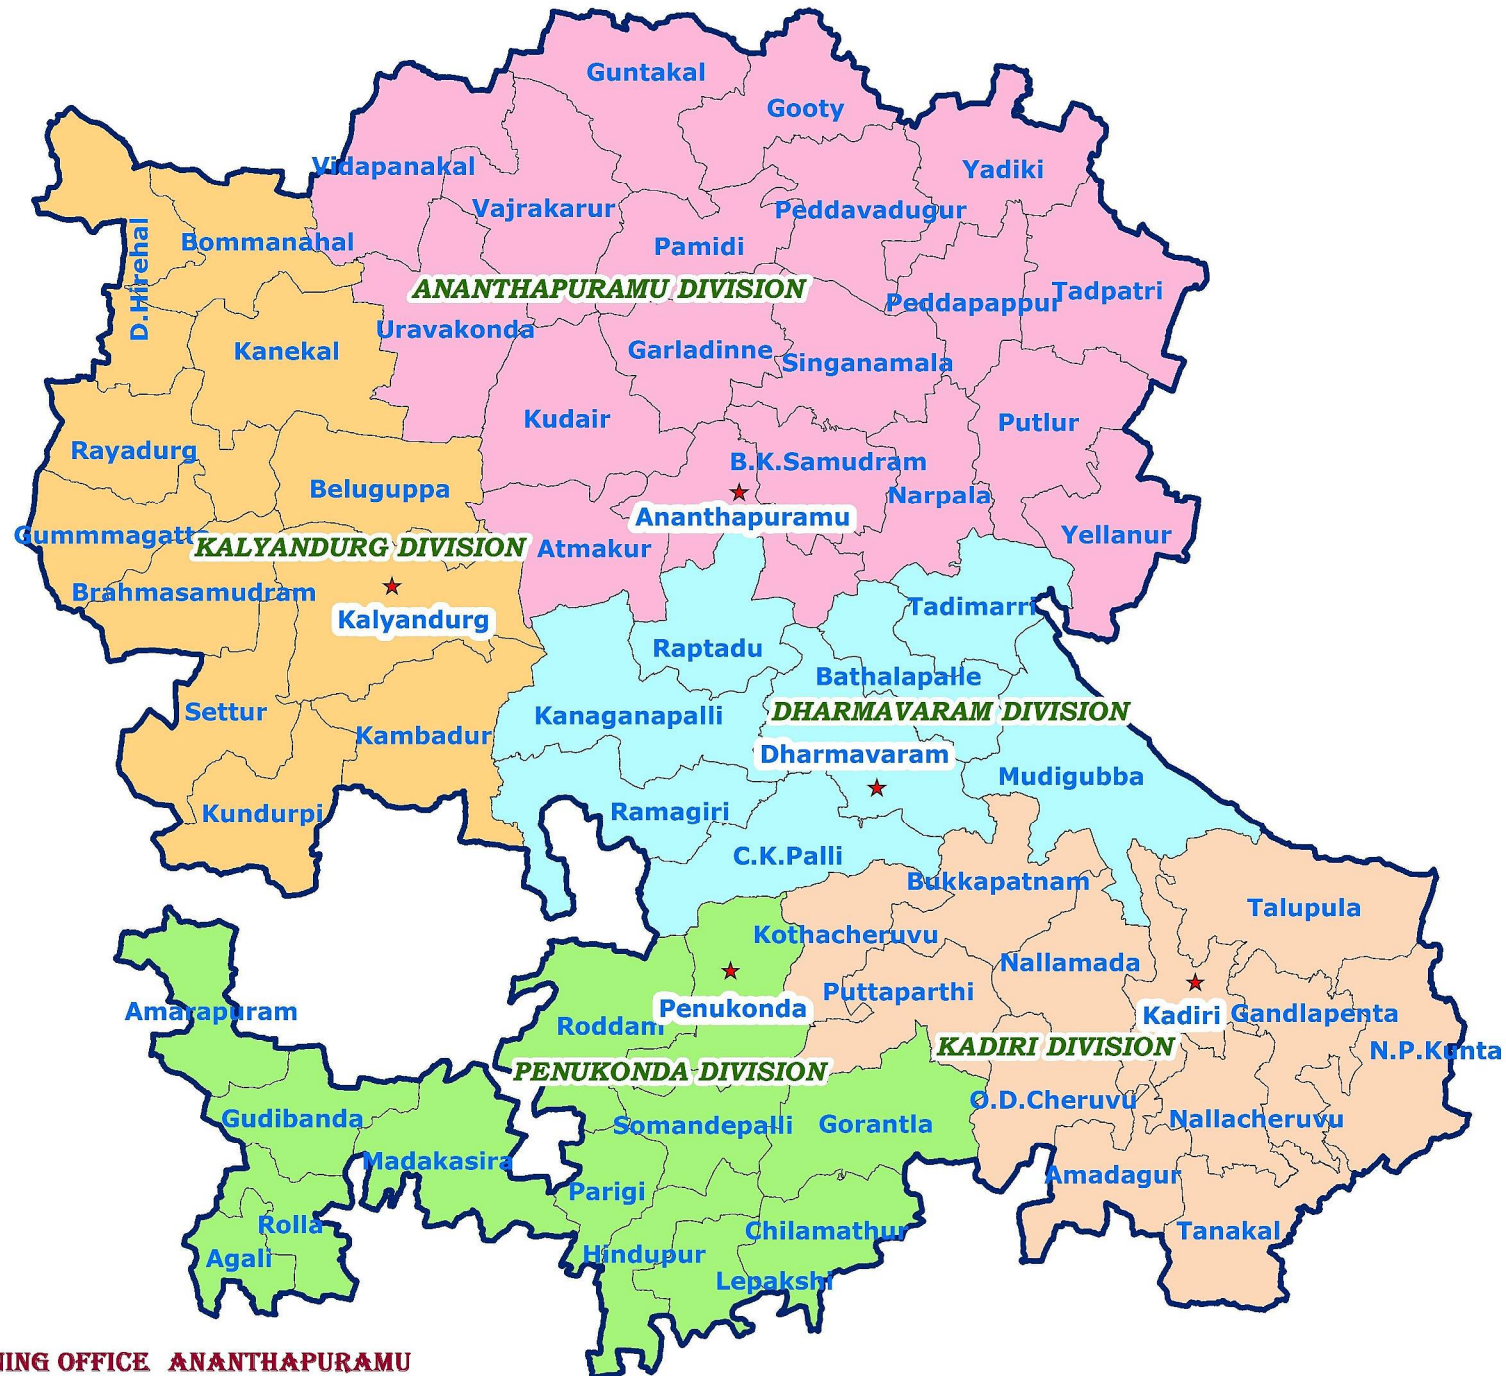 Guntakal
Gooty
Vidapanakal
Yadiki
Vajrakarur
Peddavadugur
D.Hirehal
Bommanahal
Pamidi
ANANTHAPURAMU DIVISION
Peddapappur
Tadpatri
Uravakonda
Kanekal
Garladinne
Singanamala
Kudair
Putlur
Rayadurg
B.K.Samudram
Beluguppa
Narpala
Ananthapuramu
Gummmagatta
KALYANDURG DIVISION
Atmakur
Yellanur
Brahmasamudram
Kalyandurg
Tadimarri
Raptadu
Bathalapalle
Settur
Kanaganapalli
DHARMAVARAM DIVISION
Kambadur
Dharmavaram
Mudigubba
Kundurpi
Ramagiri
C.K.Palli
Bukkapatnam
Talupula
Kothacheruvu
Nallamada
Puttaparthi
Amarapuram
Roddam
Penukonda
Kadiri
Gandlapenta
KADIRI DIVISION
N.P.Kunta
PENUKONDA DIVISION
O.D.Cheruvu
Gudibanda
Somandepalli
Gorantla
Nallacheruvu
Madakasira
Amadagur
Parigi
Rolla
Chilamathur
Tanakal
Agali
Hindupur
Lepakshi
NING OFFICE ANANTHAPURAMU